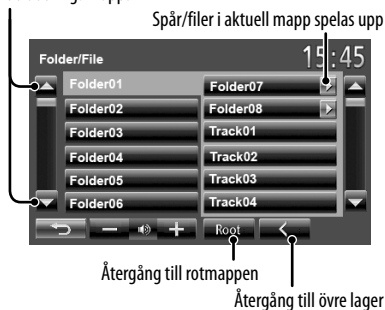 Spår/filer i aktuell mapp spelas upp
Folder/File
15:45
Folder01
Folder07
Folder02
Folder08
Folder03
Track01
Folder04
Track02
Folder05
Track03
Folder06
Track04
Root
Återgång till rotmappen
Återgång till övre lager